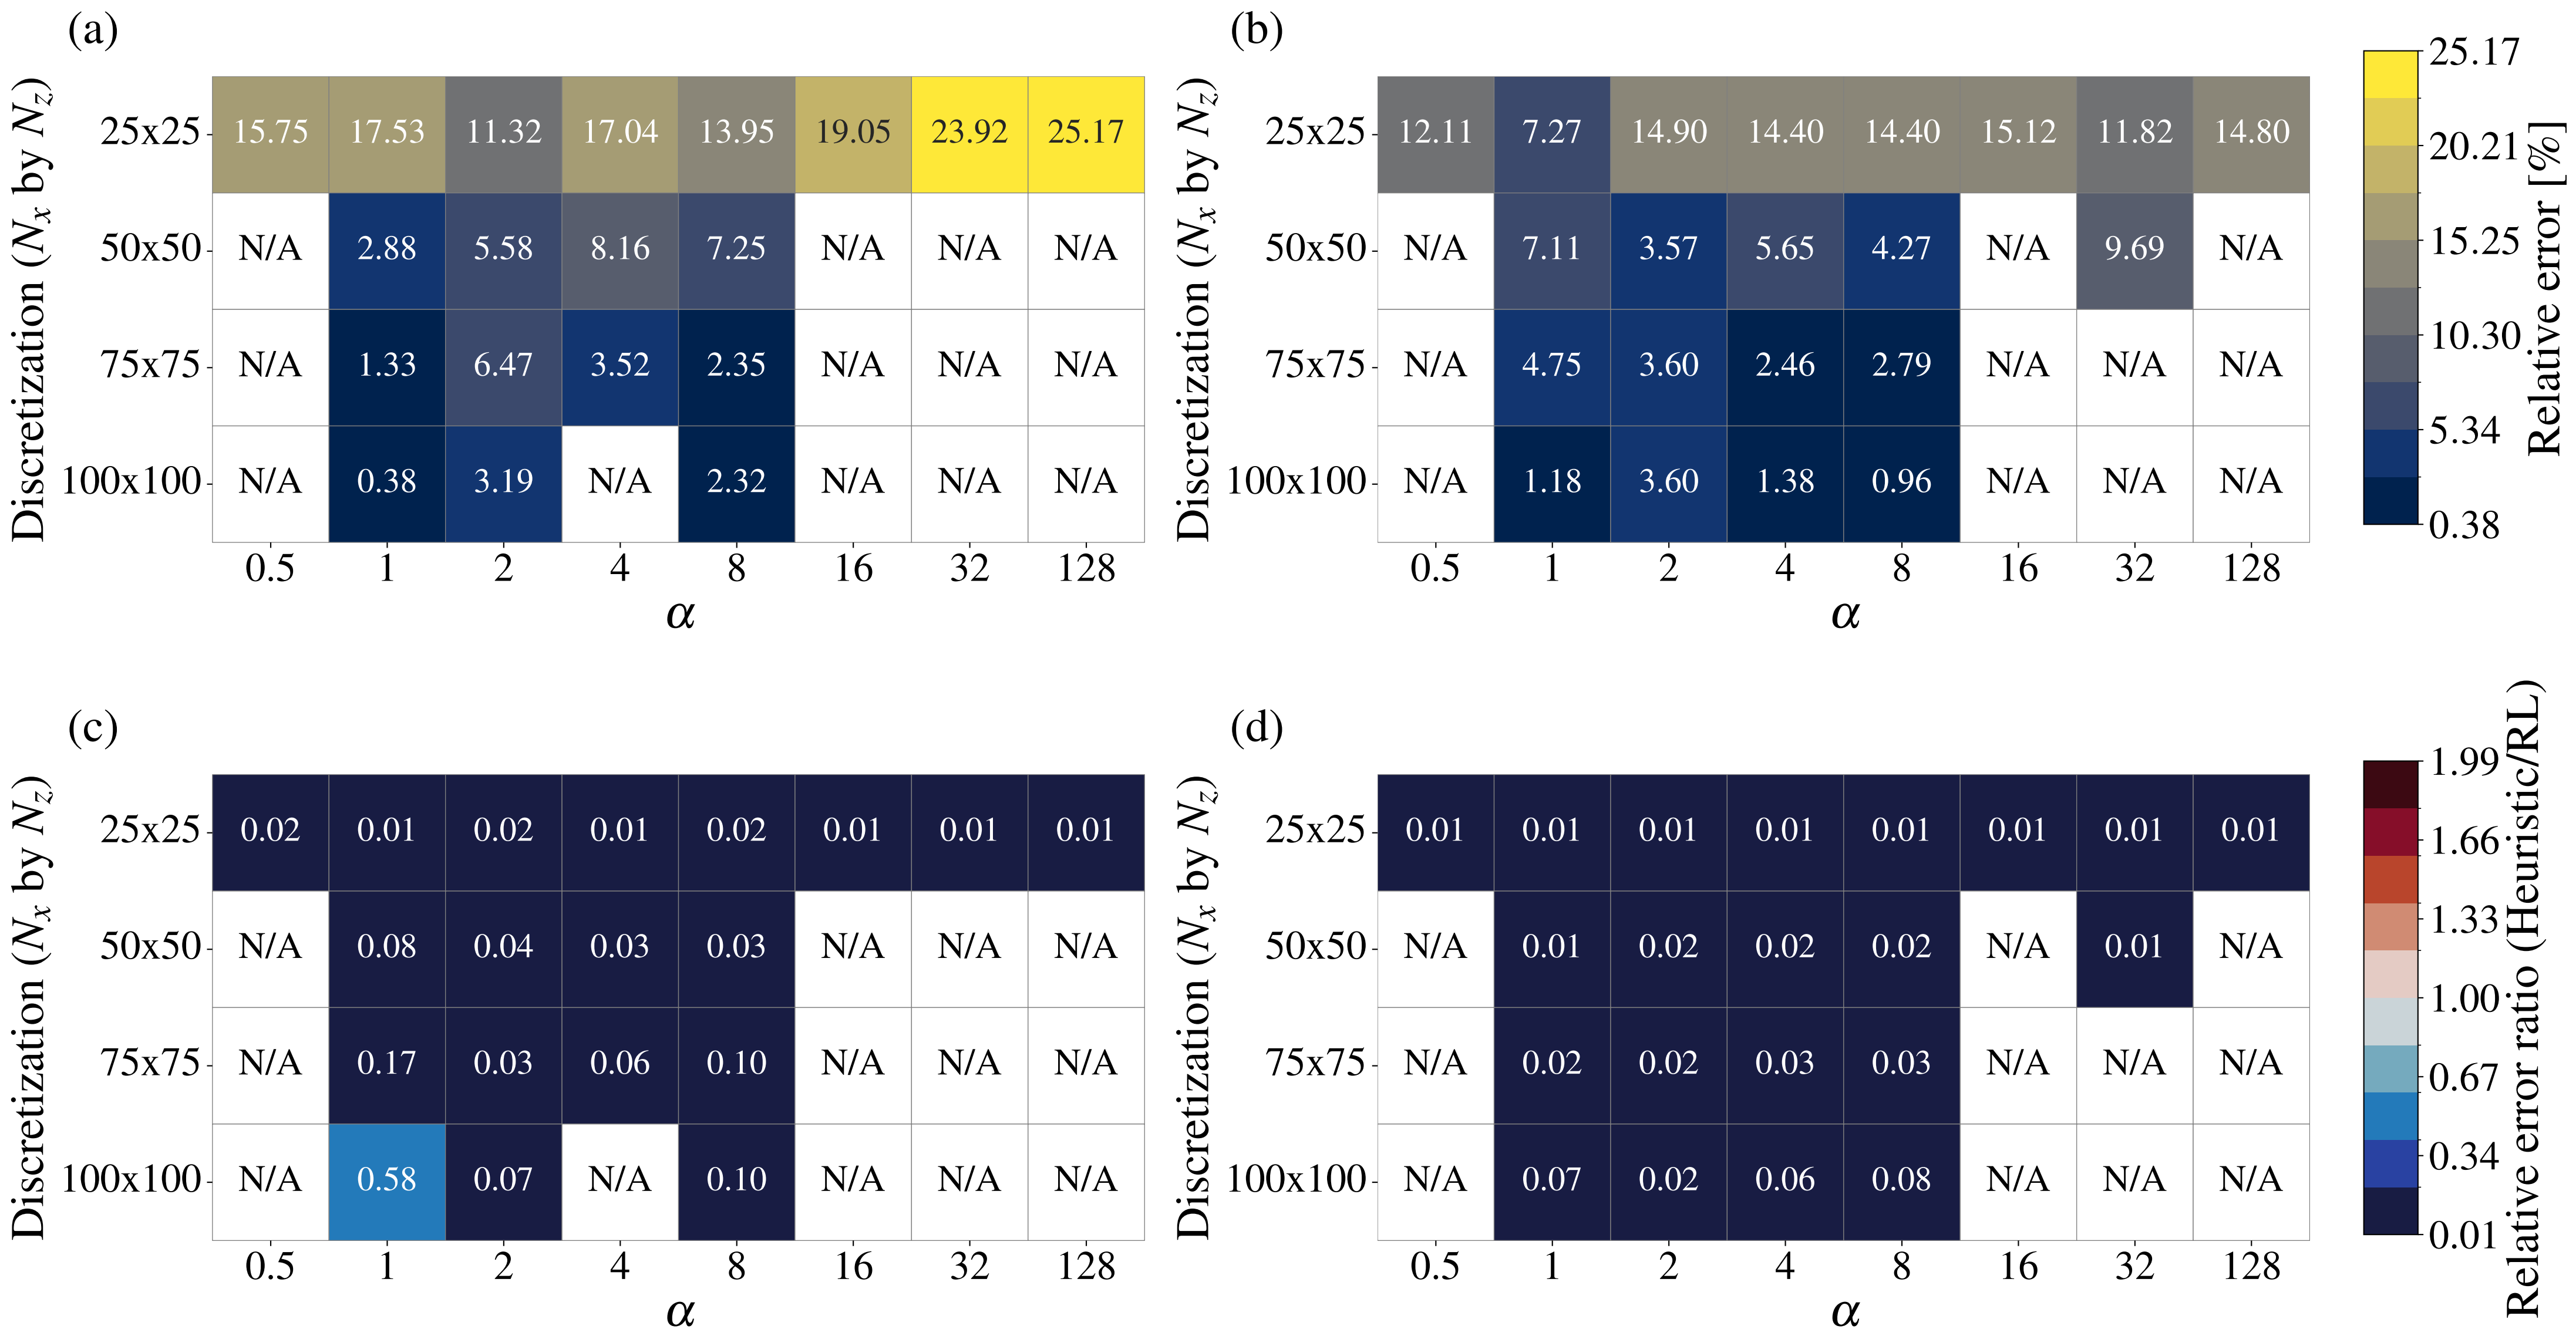 (a)
Discretization (Nx by Nz)
25x25 15.75 17.53 11.32 17.04 13.95 19.05 23.92 25.17
50x50 N/A 2.88 5.58 8.16 7.25 N/A N/A N/A
75x75 N/A 1.33 6.47 3.52 2.35 N/A N/A N/A
100x100 N/A 0.38 3.19 N/A 2.32 N/A N/A N/A
0.5 1 2 4 8 16 32 128
α
(b)
Discretization (Nx by Nz)
25x25 12.11 7.27 14.90 14.40 14.40 15.12 11.82 14.80
50x50 N/A 7.11 3.57 5.65 4.27 N/A 9.69 N/A
75x75 N/A 4.75 3.60 2.46 2.79 N/A N/A N/A
100x100 N/A 1.18 3.60 1.38 0.96 N/A N/A N/A
0.5 1 2 4 8 16 32 128
α
25.17
20.21
15.25
10.30
5.34
0.38
Relative error [%]
(c)
Discretization (Nx by Nz)
25x25 0.02 0.01 0.02 0.01 0.02 0.01 0.01 0.01
50x50 N/A 0.08 0.04 0.03 0.03 N/A N/A N/A
75x75 N/A 0.17 0.03 0.06 0.10 N/A N/A N/A
100x100 N/A 0.58 0.07 N/A 0.10 N/A N/A N/A
0.5 1 2 4 8 16 32 128
α
(d)
Discretization (Nx by Nz)
25x25 0.01 0.01 0.01 0.01 0.01 0.01 0.01 0.01
50x50 N/A 0.01 0.02 0.02 0.02 N/A 0.01 N/A
75x75 N/A 0.02 0.02 0.03 0.03 N/A N/A N/A
100x100 N/A 0.07 0.02 0.06 0.08 N/A N/A N/A
0.5 1 2 4 8 16 32 128
α
1.99
1.66
1.33
1.00
0.67
0.34
0.01
Relative error ratio (Heuristic/RL)